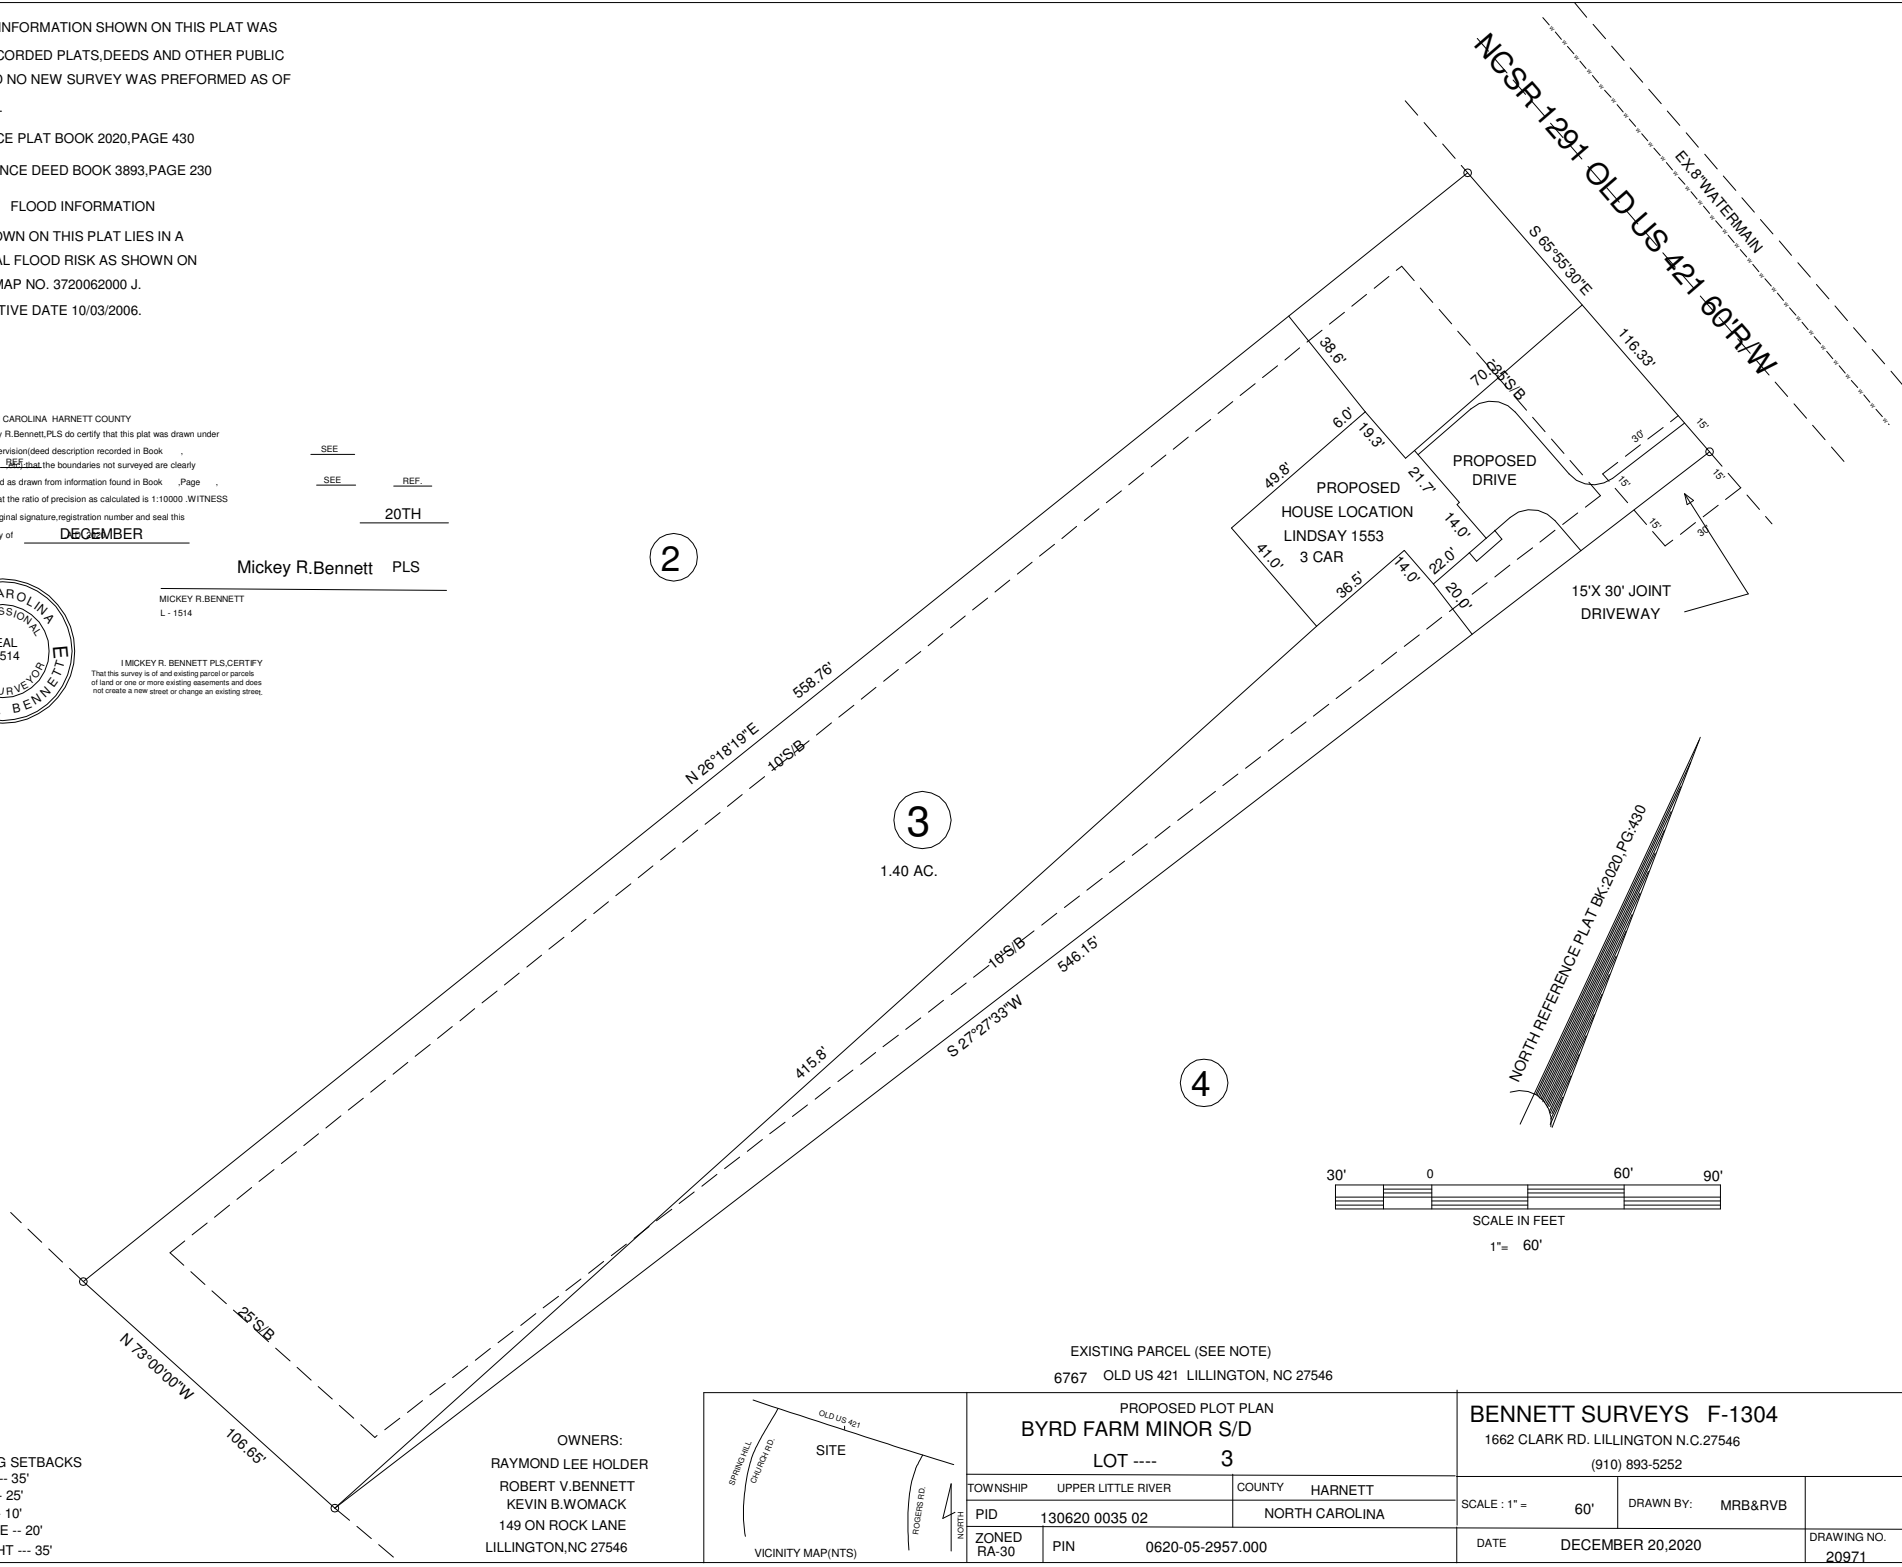 INFORMATION SHOWN ON THIS PLAT WAS
CORDED PLATS,DEEDS AND OTHER PUBLIC
NO NEW SURVEY WAS PREFORMED AS OF
CE PLAT BOOK 2020,PAGE 430
NCE DEED BOOK 3893,PAGE 230
FLOOD INFORMATION
OWN ON THIS PLAT LIES IN A
AL FLOOD RISK AS SHOWN ON
MAP NO. 3720062000 J.
TIVE DATE 10/03/2006.
CAROLINA HARNETT COUNTY
y R.Bennett,PLS do certify that this plat was drawn under
ervision(deed description recorded in Book ,
REF. that the boundaries not surveyed are clearly
d as drawn from information found in Book ,Page .
at the ratio of precision as calculated is 1:10000 .WITNESS
ginal signature,registration number and seal this
y of DECEMBER
SEE
SEE REF.
20TH
Mickey R.Bennett PLS
MICKEY R.BENNETT
L - 1514
I MICKEY R. BENNETT PLS,CERTIFY
That this survey is of and existing parcel or parcels
of land or one or more existing easements and does
not create a new street or change an existing street.
AROLINA
SSIONAL
EAL
514
URVEYOR
BENNETT
NCSR 1291 OLD US 421 60'R/W
EX.8"WATERMAIN
S 65°55'30"E
116.33'
35'S/B
70.
38.6'
6.0'
19.3'
49.8'
21.7'
14.0'
41.0'
36.5'
14.0'
22.0'
20.0'
PROPOSED
DRIVE
PROPOSED
HOUSE LOCATION
LINDSAY 1553
3 CAR
30'
15'
15'
15'
15'
30'
15'X 30' JOINT
DRIVEWAY
2
558.76'
N 26°18'19"E
10'S/B
3
1.40 AC.
10'S/B
546.15'
S 27°27'33"W
415.8'
4
NORTH REFERENCE PLAT BK:2020,PG:430
30' 0 60' 90'
SCALE IN FEET
1"= 60'
25'S/B
N 73°00'00"W
106.65'
G SETBACKS
-- 35'
- 25'
- 10'
E -- 20'
HT --- 35'
OWNERS:
RAYMOND LEE HOLDER
ROBERT V.BENNETT
KEVIN B.WOMACK
149 ON ROCK LANE
LILLINGTON,NC 27546
EXISTING PARCEL (SEE NOTE)
6767 OLD US 421 LILLINGTON, NC 27546
OLD US 421
SITE
SPRING HILL
CHURCH RD.
ROGERS RD.
NORTH
VICINITY MAP(NTS)
PROPOSED PLOT PLAN
BYRD FARM MINOR S/D
LOT ---- 3
TOWNSHIP UPPER LITTLE RIVER
COUNTY HARNETT
PID 130620 0035 02
NORTH CAROLINA
ZONED
RA-30
PIN 0620-05-2957.000
BENNETT SURVEYS F-1304
1662 CLARK RD. LILLINGTON N.C.27546
(910) 893-5252
SCALE : 1" = 60'
DRAWN BY: MRB&RVB
DATE DECEMBER 20,2020
DRAWING NO.
20971